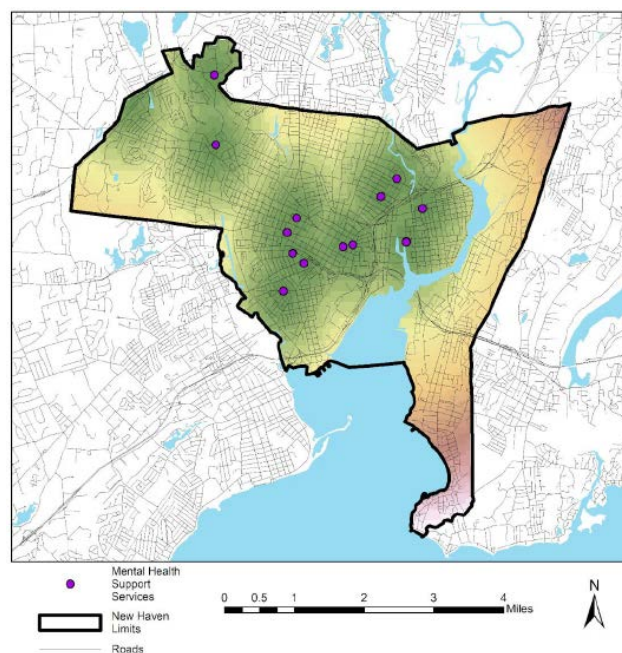 Mental Health
Support
Services
New Haven
Limits
Roads
0 0.5 1 2 3 4
Miles
N